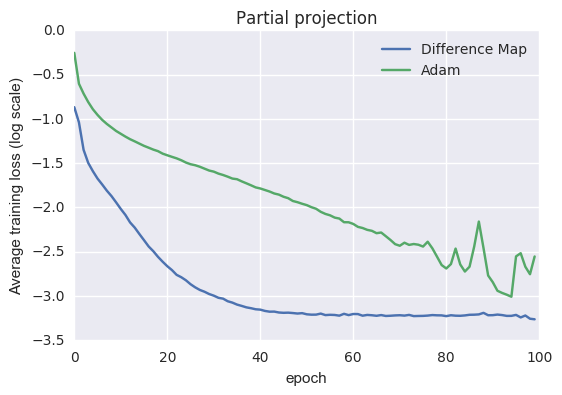 Partial projection
Average training loss (log scale)
0.0
−0.5
−1.0
−1.5
−2.0
−2.5
−3.0
−3.5
Difference Map
Adam
0 20 40 60 80 100
epoch